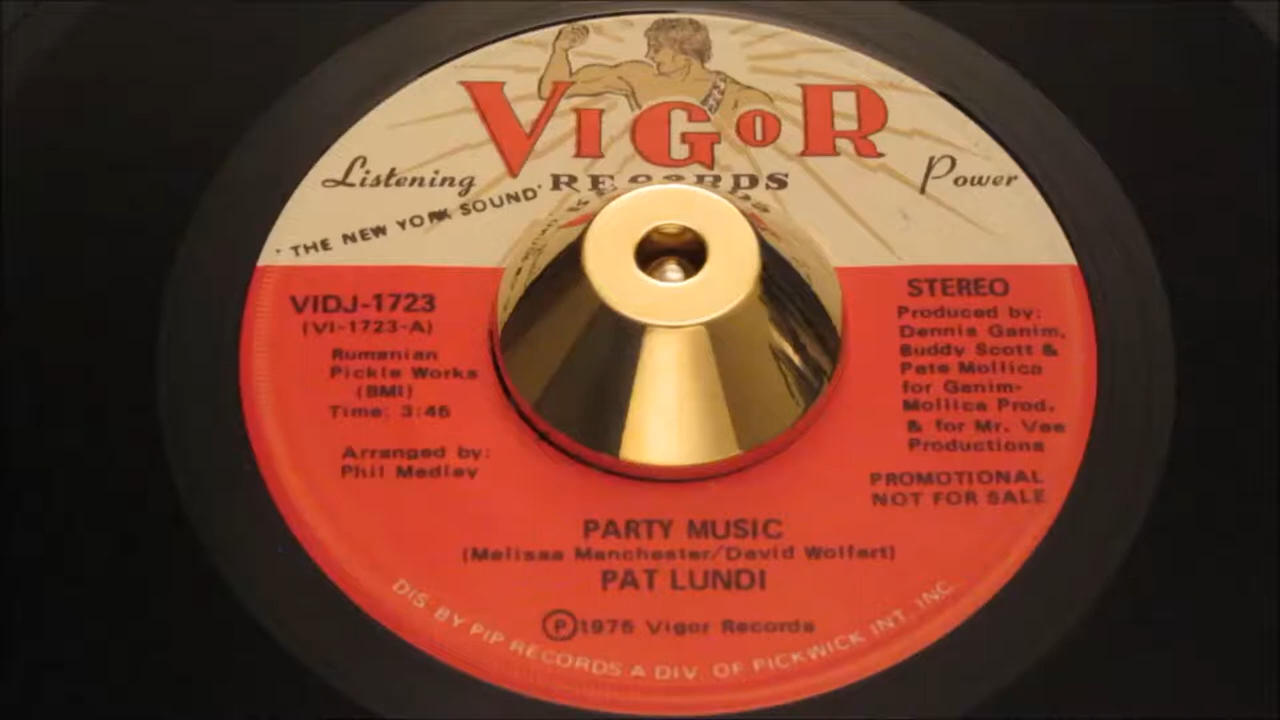 VIGOR
Listening RECORDS Power
"THE NEW YORK SOUND"
VIDJ-1723
(VI-1723-A)
Rumanian
Pickle Works
(BMI)
Time: 3:46
Arranged by:
Phil Medley
STEREO
Produced by:
Dennis Ganim,
Buddy Scott &
Pete Mollica
for Ganim-
Mollica Prod.
& for Mr. Vee
Productions
PROMOTIONAL
NOT FOR SALE
PARTY MUSIC
(Melissa Manchester/David Wolfert)
PAT LUNDI
Ⓟ1975 Vigor Records
DIS. BY PIP RECORDS A DIV. OF PICKWICK INT. INC.